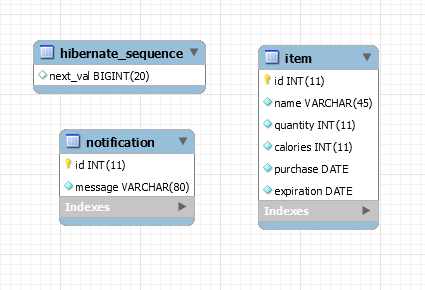 hibernate_sequence
next_val BIGINT(20)
notification
id INT(11)
message VARCHAR(80)
Indexes
item
id INT(11)
name VARCHAR(45)
quantity INT(11)
calories INT(11)
purchase DATE
expiration DATE
Indexes